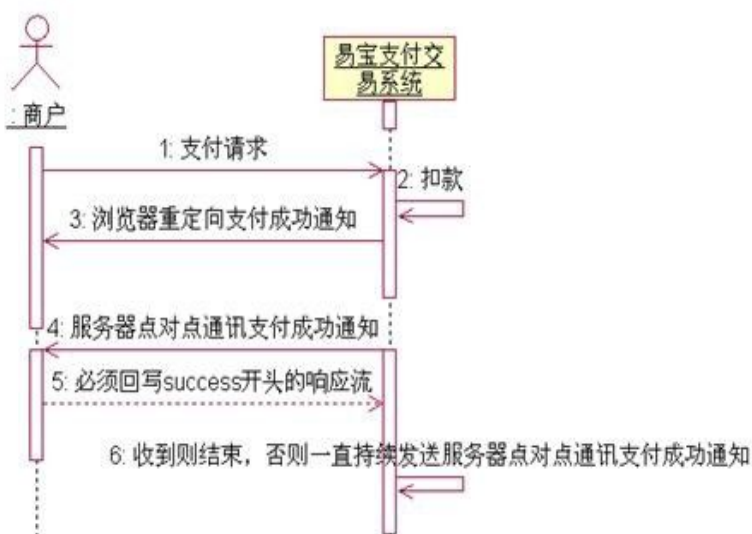 易宝支付交
易系统
: 商户
1: 支付请求
2: 扣款
3: 浏览器重定向支付成功通知
4: 服务器点对点通讯支付成功通知
5: 必须回写success开头的响应流
6: 收到则结束，否则一直持续发送服务器点对点通讯支付成功通知